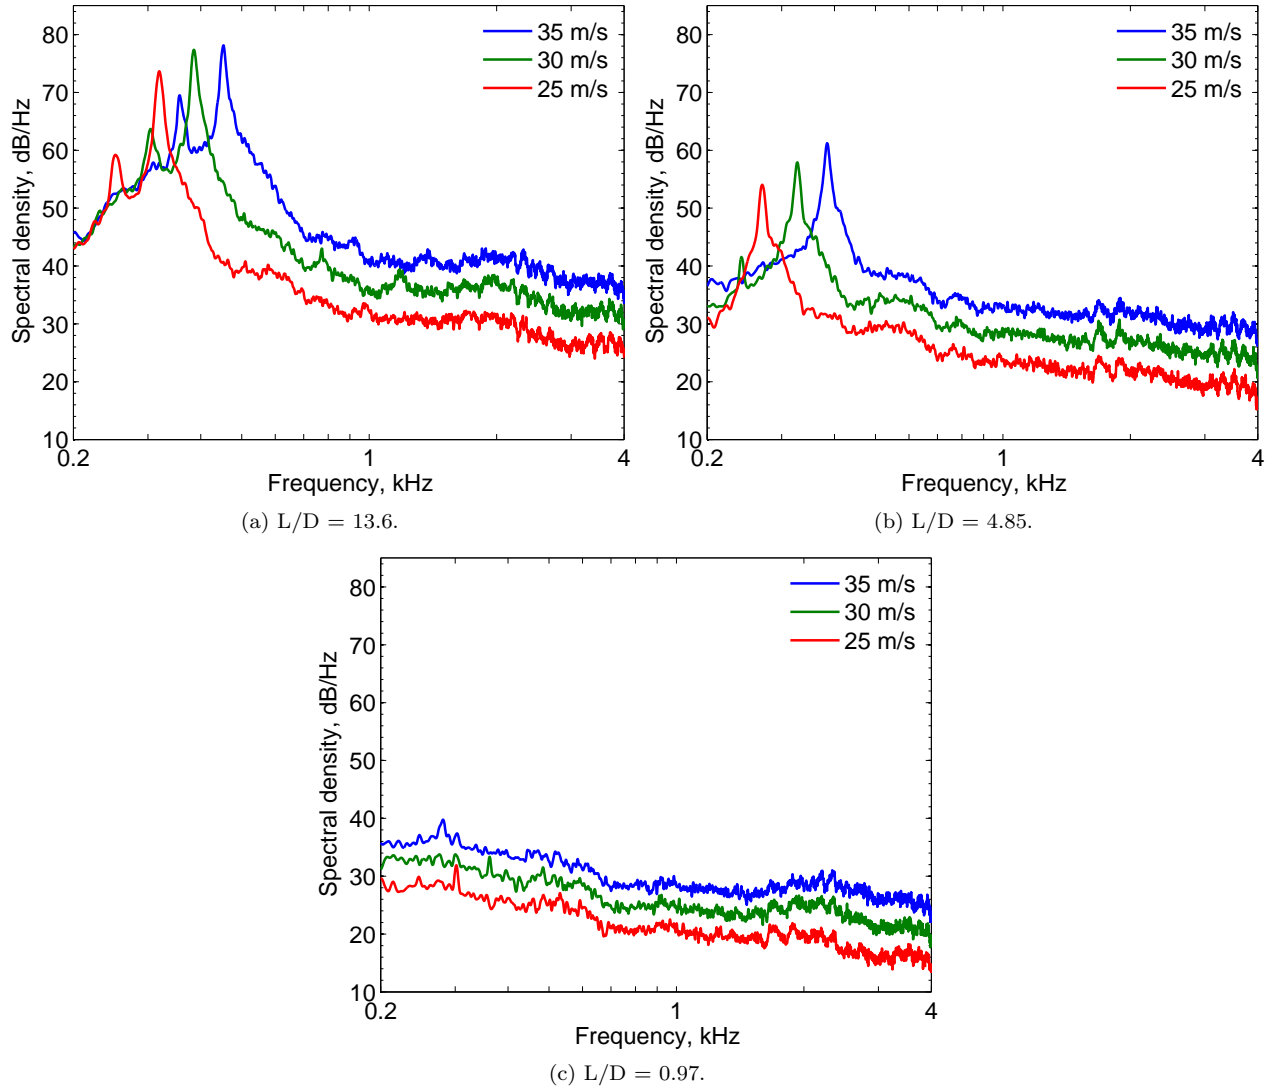 35 m/s
30 m/s
25 m/s
80
70
60
50
40
30
20
10
Spectral density, dB/Hz
0.2
1
4
Frequency, kHz
(a) L/D = 13.6.
35 m/s
30 m/s
25 m/s
80
70
60
50
40
30
20
10
Spectral density, dB/Hz
0.2
1
4
Frequency, kHz
(b) L/D = 4.85.
35 m/s
30 m/s
25 m/s
80
70
60
50
40
30
20
10
Spectral density, dB/Hz
0.2
1
4
Frequency, kHz
(c) L/D = 0.97.